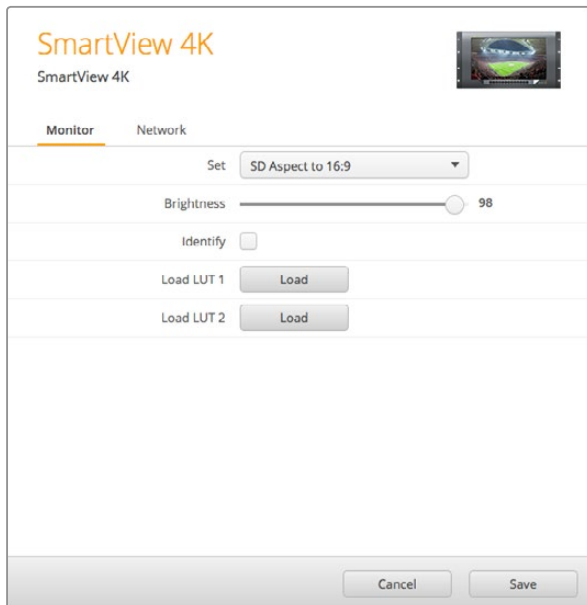 SmartView 4K
SmartView 4K
Monitor Network
Set SD Aspect to 16:9
Brightness 98
Identify
Load LUT 1 Load
Load LUT 2 Load
Cancel Save